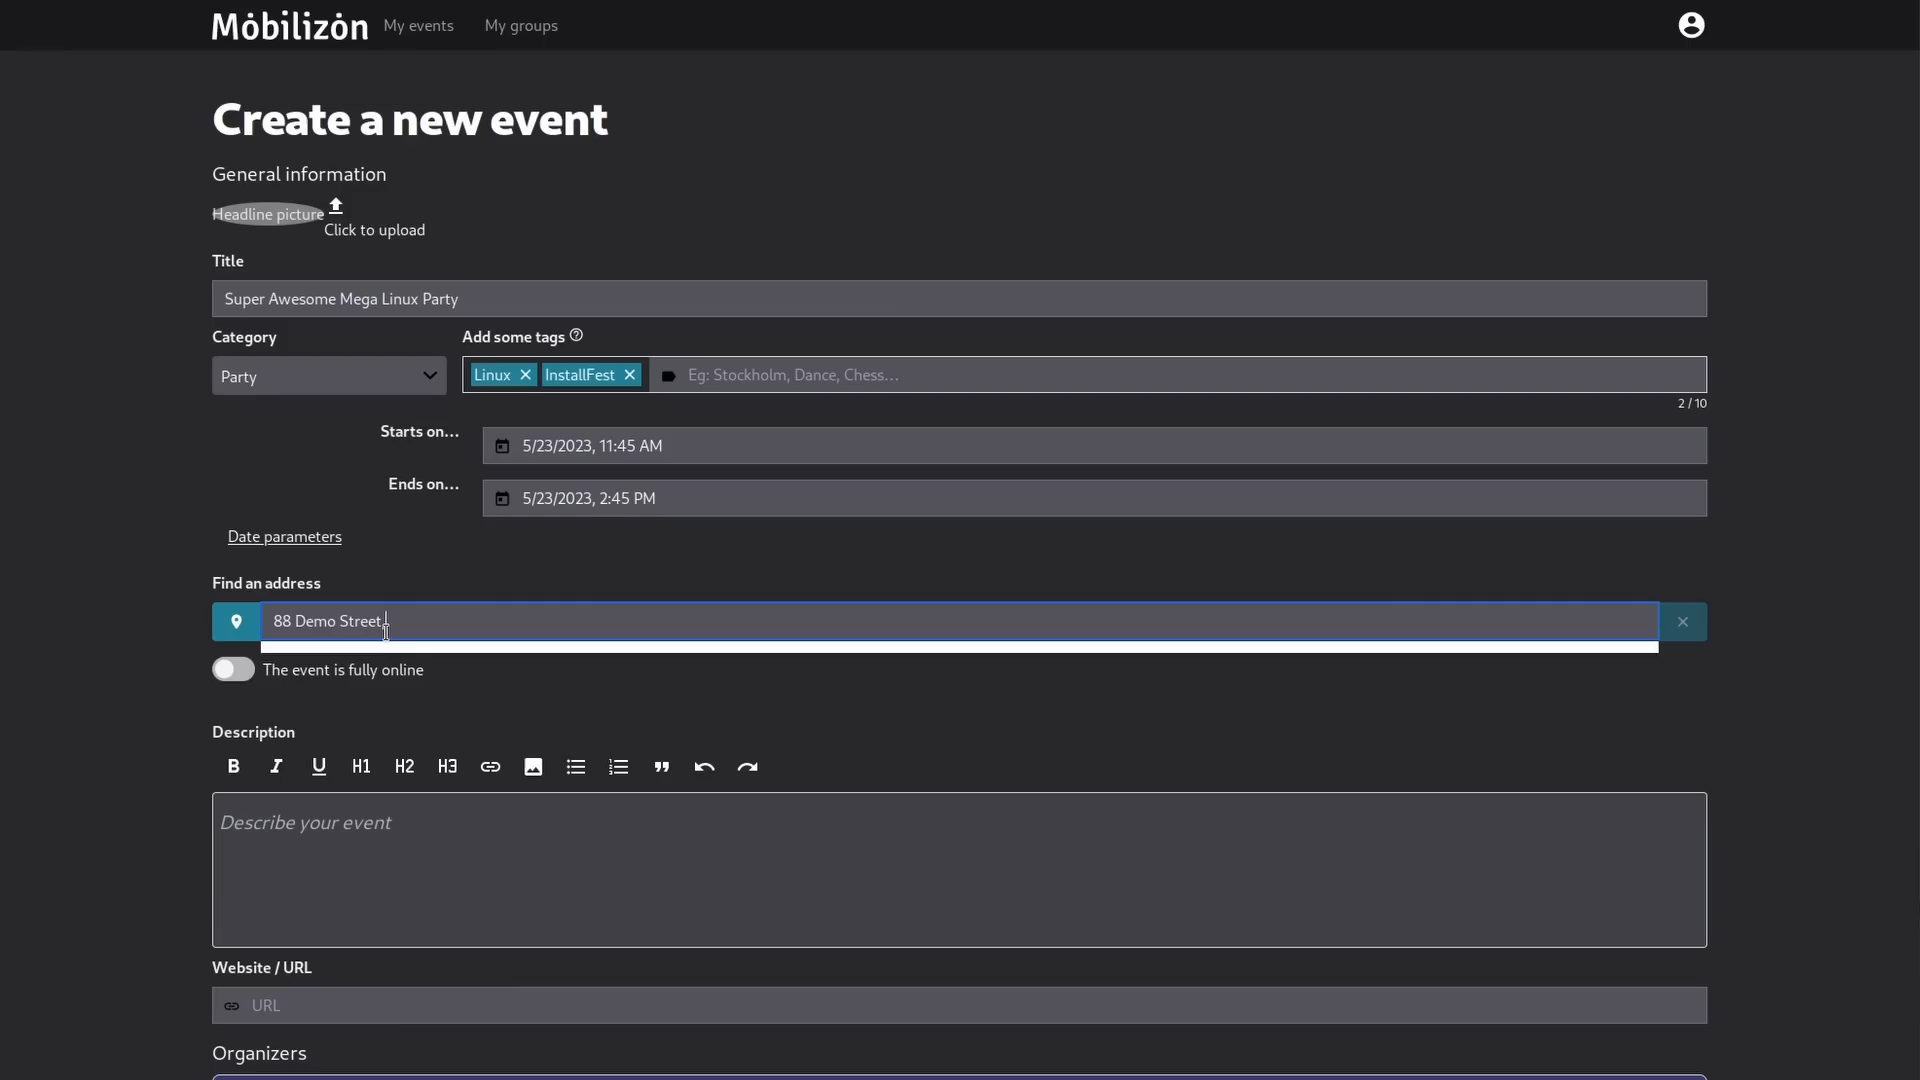 Mobilizon My events My groups
Create a new event
General information
Headline picture
Click to upload
Title
Super Awesome Mega Linux Party
Category Add some tags
Party Linux InstallFest Eg: Stockholm, Dance, Chess…
2 / 10
Starts on… 5/23/2023, 11:45 AM
Ends on… 5/23/2023, 2:45 PM
Date parameters
Find an address
88 Demo Street
The event is fully online
Description
B I U H1 H2 H3
Describe your event
Website / URL
URL
Organizers